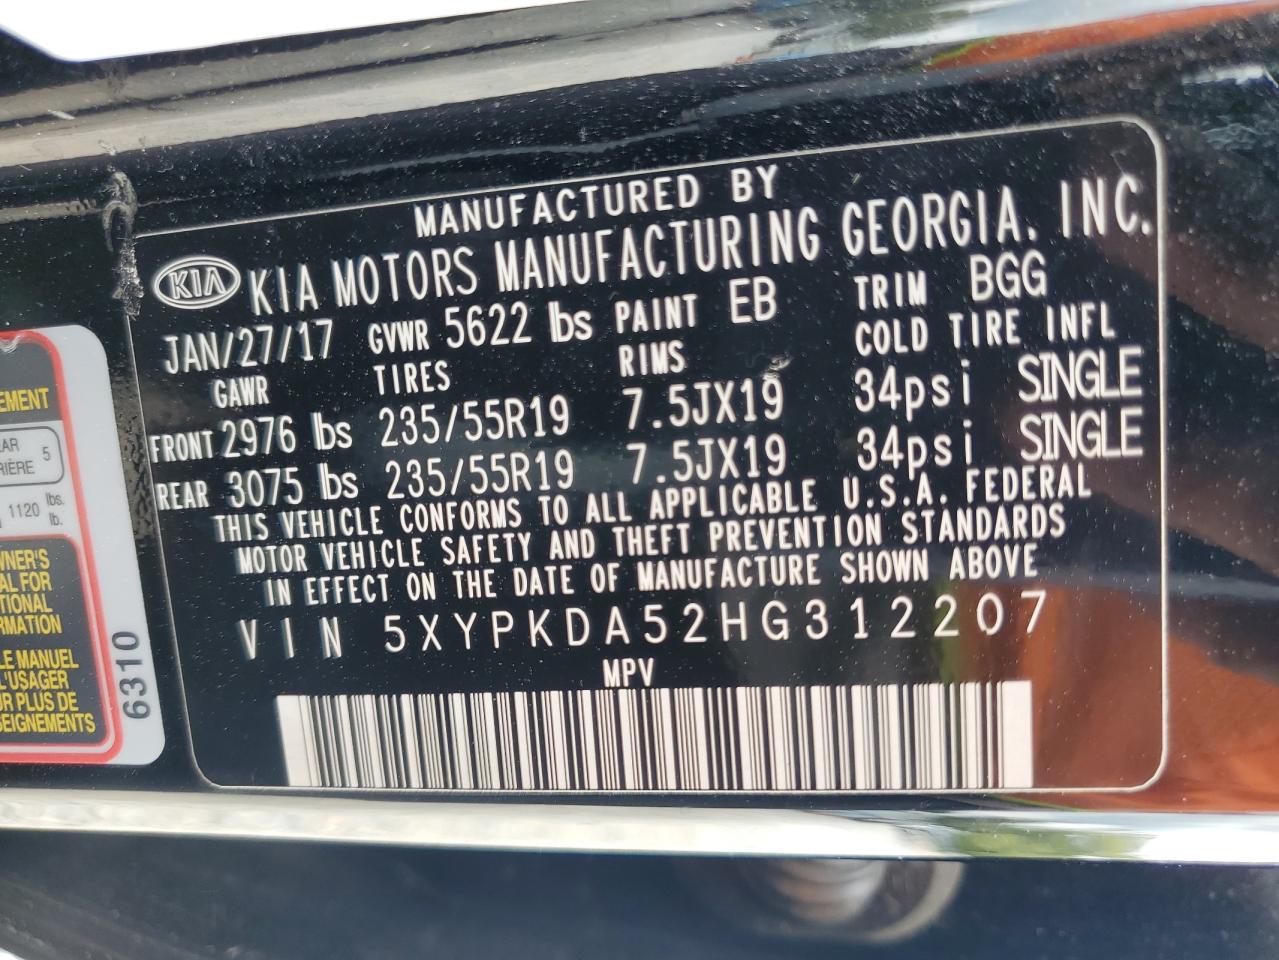 MANUFACTURED BY
KIA KIA MOTORS MANUFACTURING GEORGIA. INC.
JAN/27/17 GVWR 5622 lbs PAINT EB TRIM BGG
GAWR TIRES RIMS COLD TIRE INFL
FRONT 2976 lbs 235/55R19 7.5JX19 34psi SINGLE
REAR 3075 lbs 235/55R19 7.5JX19 34psi SINGLE
THIS VEHICLE CONFORMS TO ALL APPLICABLE U.S.A. FEDERAL
MOTOR VEHICLE SAFETY AND THEFT PREVENTION STANDARDS
IN EFFECT ON THE DATE OF MANUFACTURE SHOWN ABOVE
VIN 5XYPKDA52HG312207
MPV
EMENT
AR
RIÈRE 5
1120 lbs.
lb.
WNER'S
AL FOR
TIONAL
RMATION
LE MANUEL
L'USAGER
UR PLUS DE
SEIGNEMENTS
6310